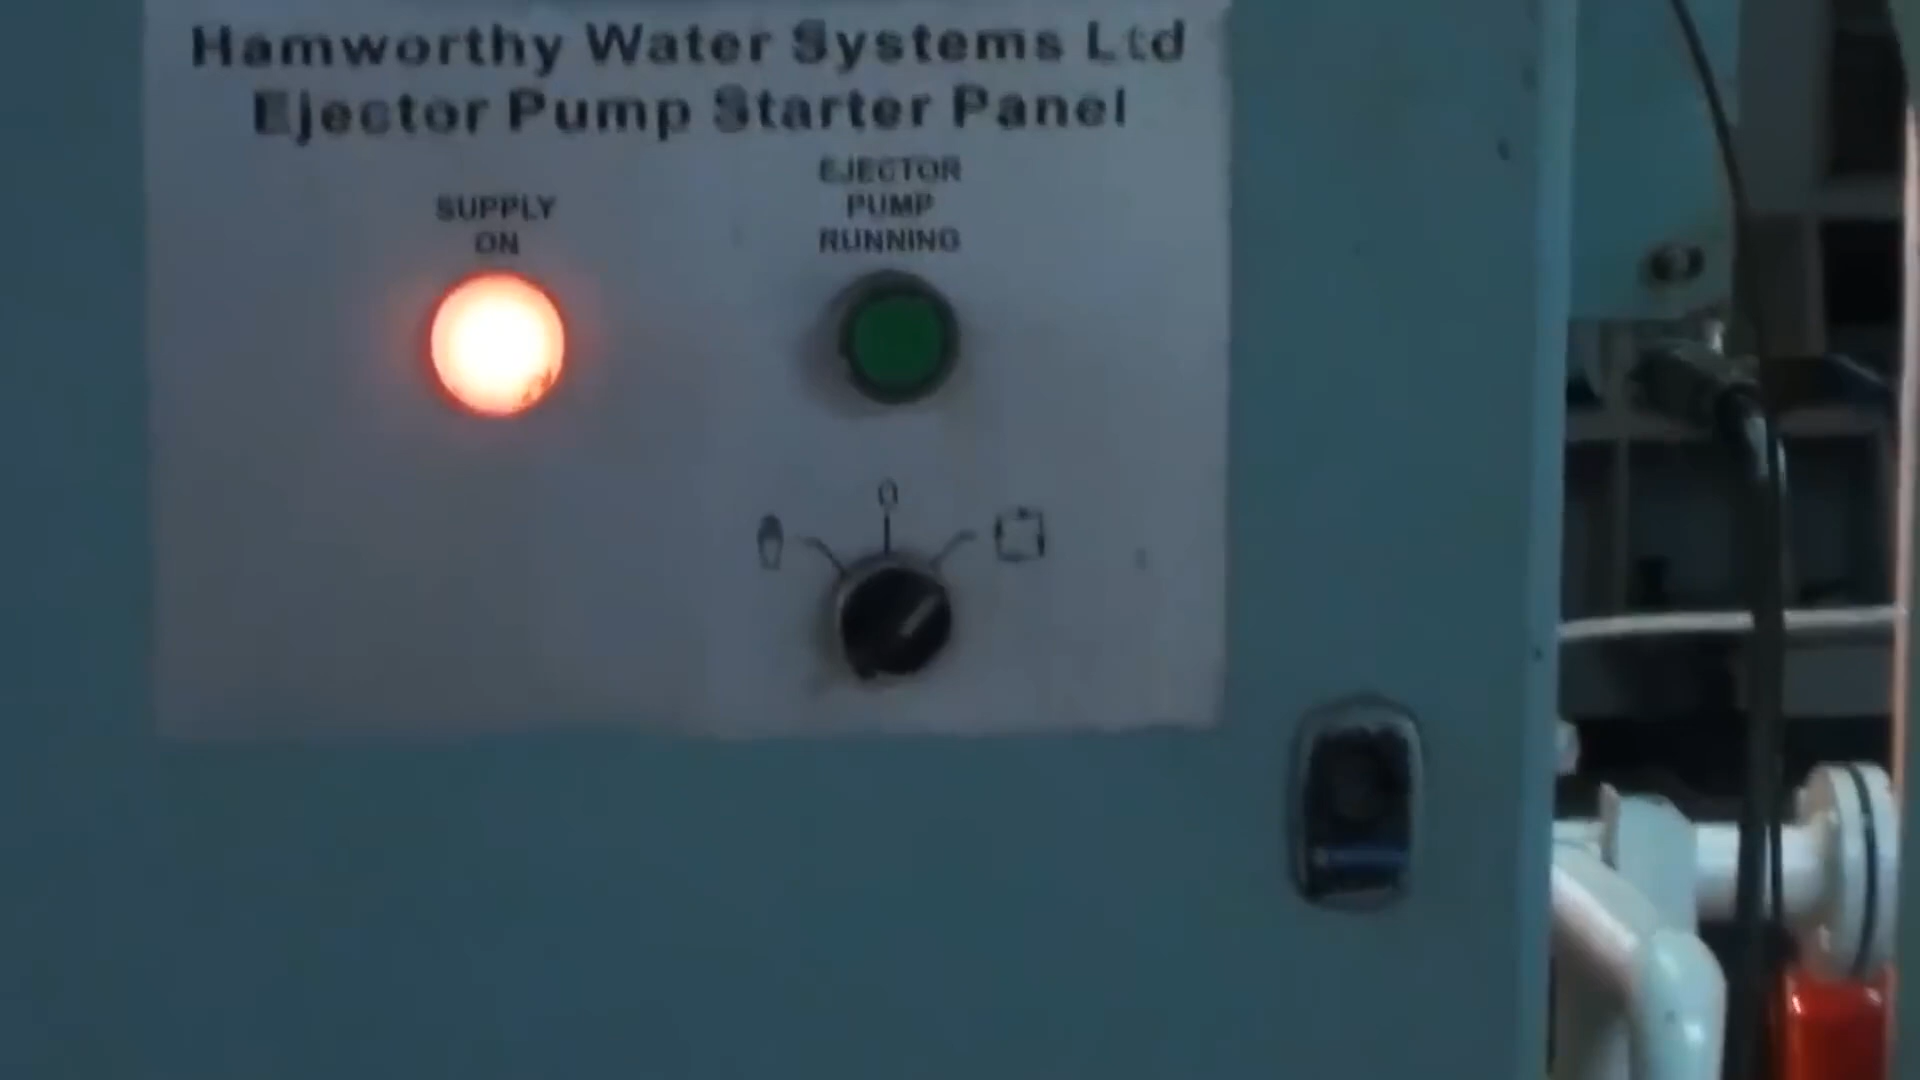 Hamworthy Water Systems Ltd
Ejector Pump Starter Panel
SUPPLY
ON
EJECTOR
PUMP
RUNNING
0